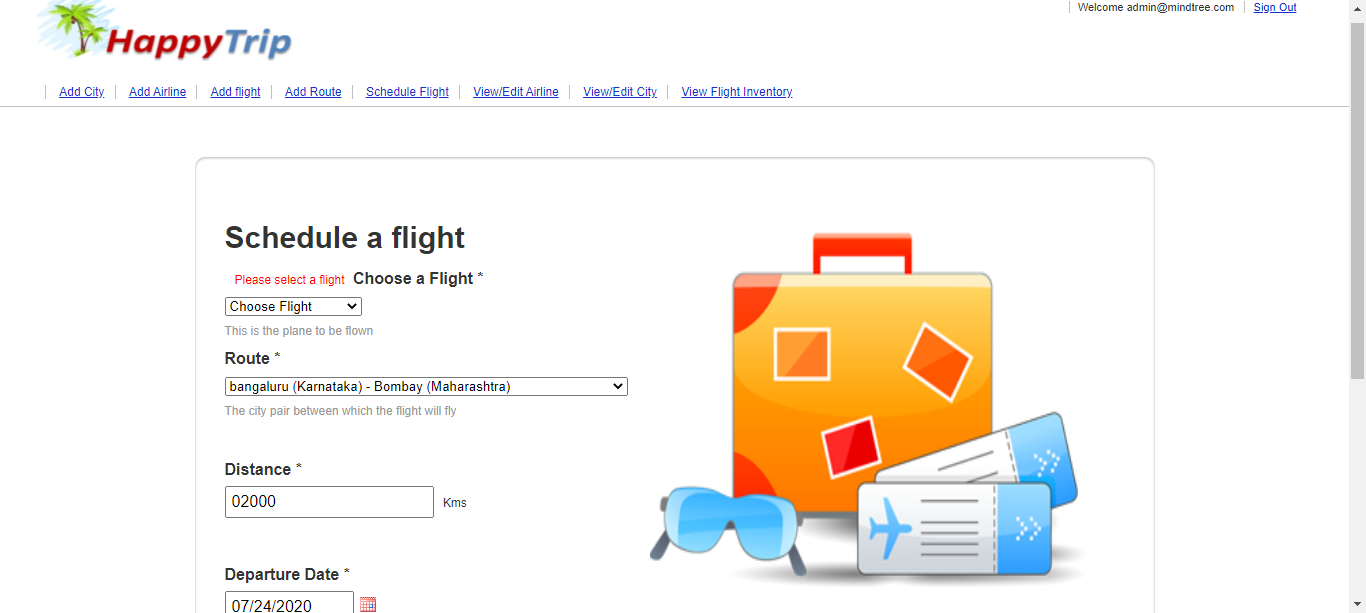 Welcome admin@mindtree.com Sign Out
HappyTrip
Add City Add Airline Add flight Add Route Schedule Flight View/Edit Airline View/Edit City View Flight Inventory
Schedule a flight
Please select a flight Choose a Flight *
Choose Flight
This is the plane to be flown
Route *
bangaluru (Karnataka) - Bombay (Maharashtra)
The city pair between which the flight will fly
Distance *
02000 Kms
Departure Date *
07/24/2020